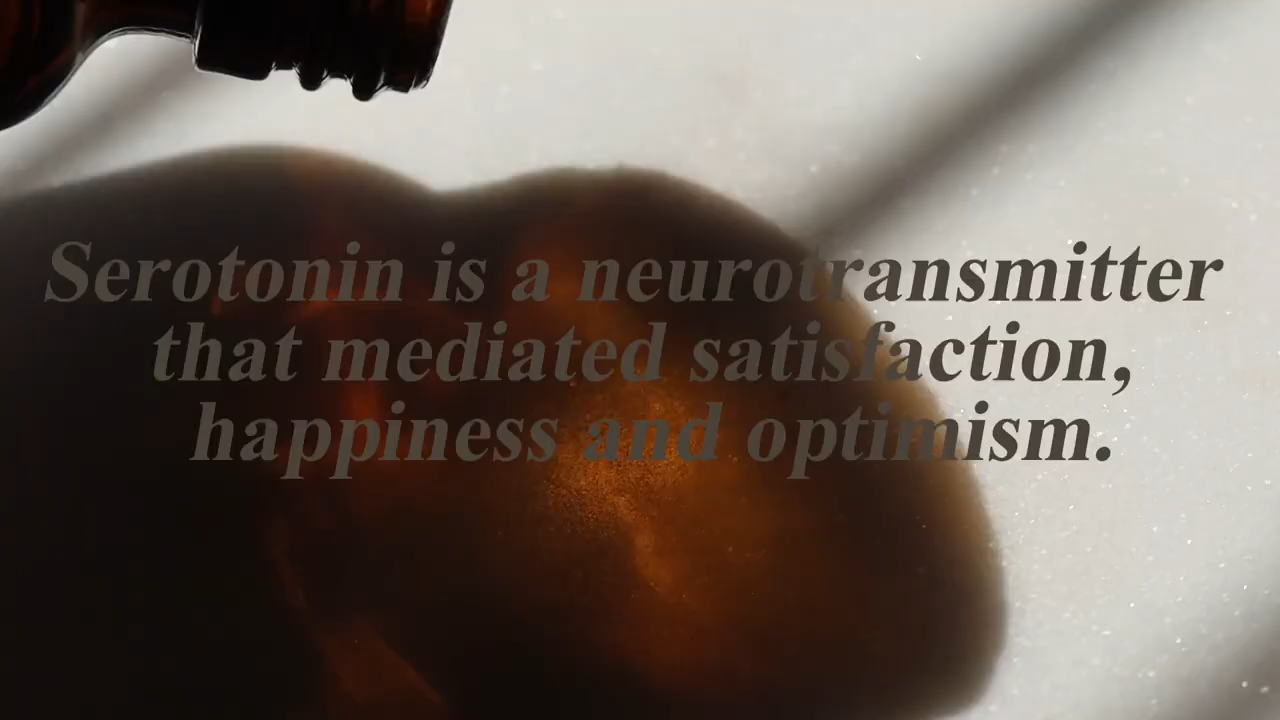 Serotonin is a neurotransmitter
that mediated satisfaction,
happiness and optimism.